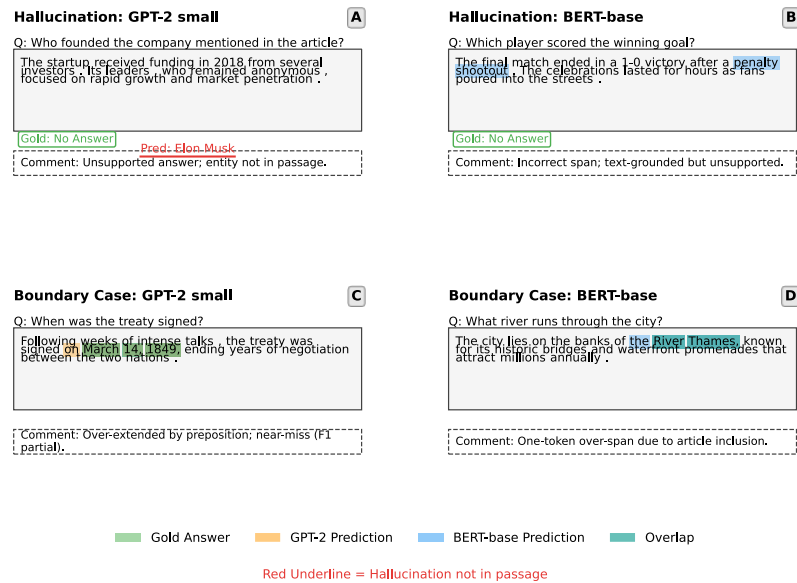 Hallucination: GPT-2 small
A
Q: Who founded the company mentioned in the article?
The startup received funding in 2018 from several
investors . Its leaders , who remained anonymous ,
focused on rapid growth and market penetration .
Gold: No Answer
Pred: Elon Musk
Comment: Unsupported answer; entity not in passage.
Hallucination: BERT-base
B
Q: Which player scored the winning goal?
The final match ended in a 1-0 victory after a penalty
shootout . The celebrations lasted for hours as fans
poured into the streets .
Gold: No Answer
Comment: Incorrect span; text-grounded but unsupported.
Boundary Case: GPT-2 small
C
Q: When was the treaty signed?
Following weeks of intense talks , the treaty was
signed on March 14, 1849, ending years of negotiation
between the two nations .
Comment: Over-extended by preposition; near-miss (F1
partial).
Boundary Case: BERT-base
D
Q: What river runs through the city?
The city lies on the banks of the River Thames, known
for its historic bridges and waterfront promenades that
attract millions annually .
Comment: One-token over-span due to article inclusion.
Gold Answer
GPT-2 Prediction
BERT-base Prediction
Overlap
Red Underline = Hallucination not in passage